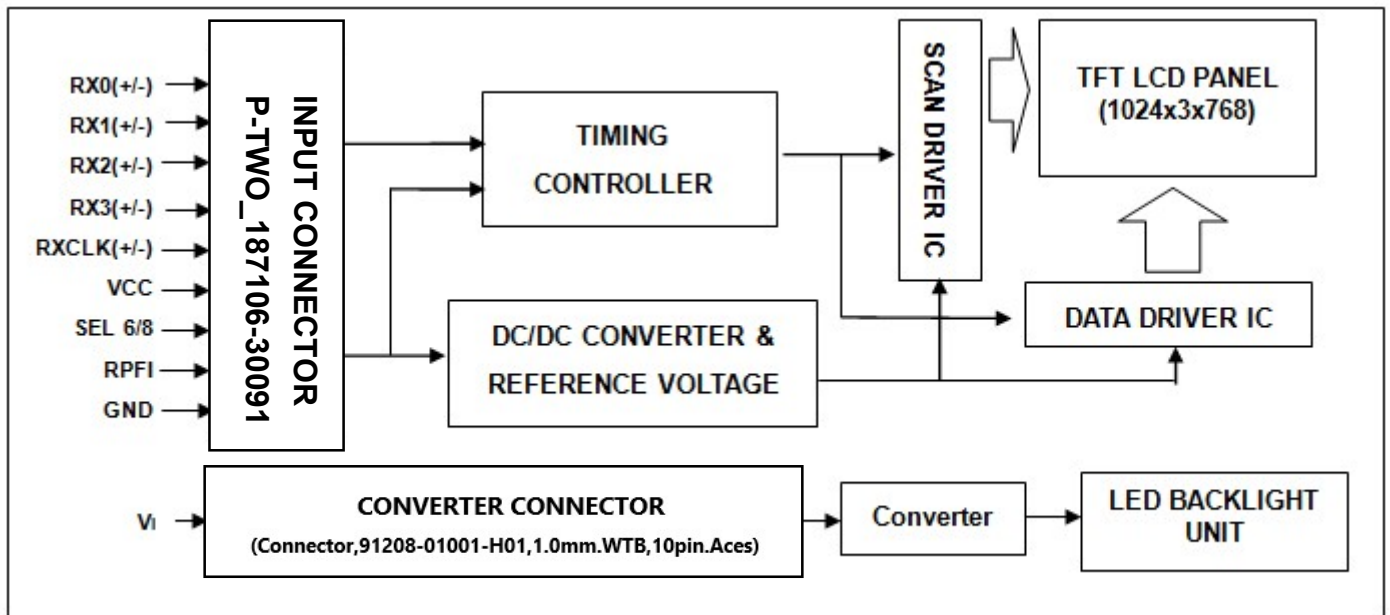 RX0(+/-)
RX1(+/-)
RX2(+/-)
RX3(+/-)
RXCLK(+/-)
VCC
SEL 6/8
RPFI
GND
INPUT CONNECTOR
P-TWO_187106-30091
TIMING
CONTROLLER
DC/DC CONVERTER &
REFERENCE VOLTAGE
SCAN DRIVER IC
TFT LCD PANEL
(1024x3x768)
DATA DRIVER IC
VI
CONVERTER CONNECTOR
(Connector,91208-01001-H01,1.0mm.WTB,10pin.Aces)
Converter
LED BACKLIGHT
UNIT